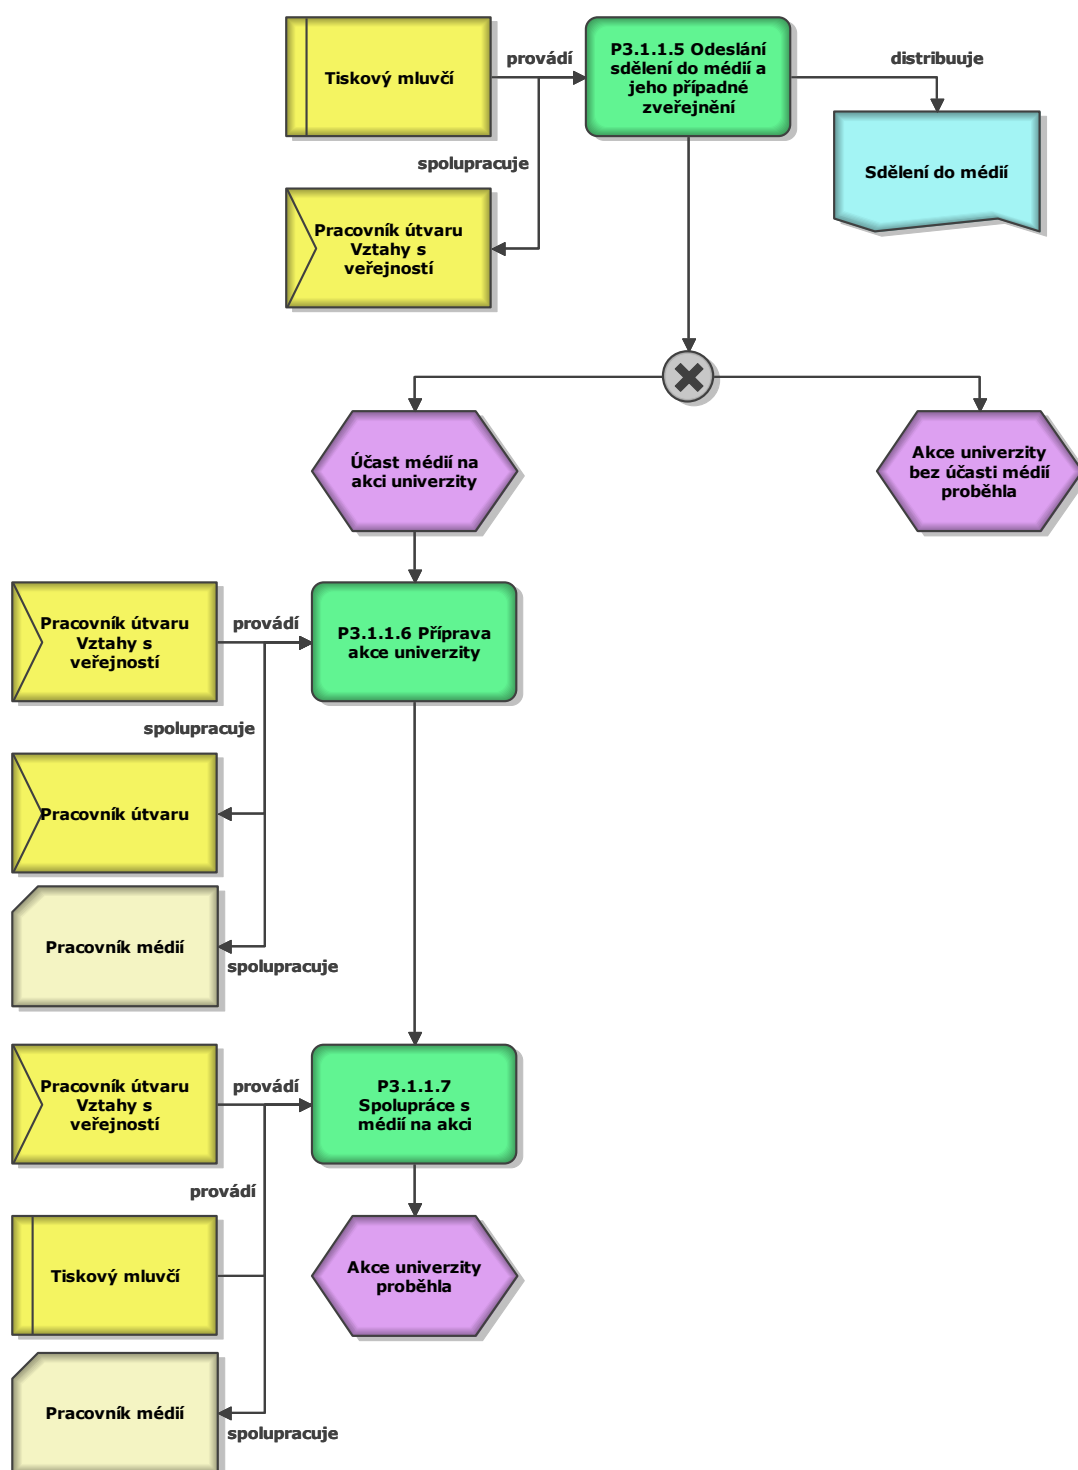 Tiskový mluvčí
provádí
P3.1.1.5 Odeslání
sdělení do médií a
jeho případné
zveřejnění
distribuuje
Sdělení do médií
spolupracuje
Pracovník útvaru
Vztahy s
veřejností
Účast médií na
akci univerzity
Akce univerzity
bez účasti médií
proběhla
Pracovník útvaru
Vztahy s
veřejností
provádí
P3.1.1.6 Příprava
akce univerzity
spolupracuje
Pracovník útvaru
Pracovník médií
spolupracuje
Pracovník útvaru
Vztahy s
veřejností
provádí
P3.1.1.7
Spolupráce s
médií na akci
provádí
Tiskový mluvčí
Akce univerzity
proběhla
Pracovník médií
spolupracuje